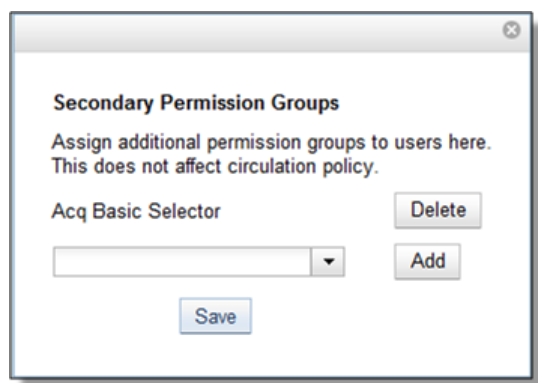 Secondary Permission Groups
Assign additional permission groups to users here.
This does not affect circulation policy.
Acq Basic Selector Delete
Add
Save